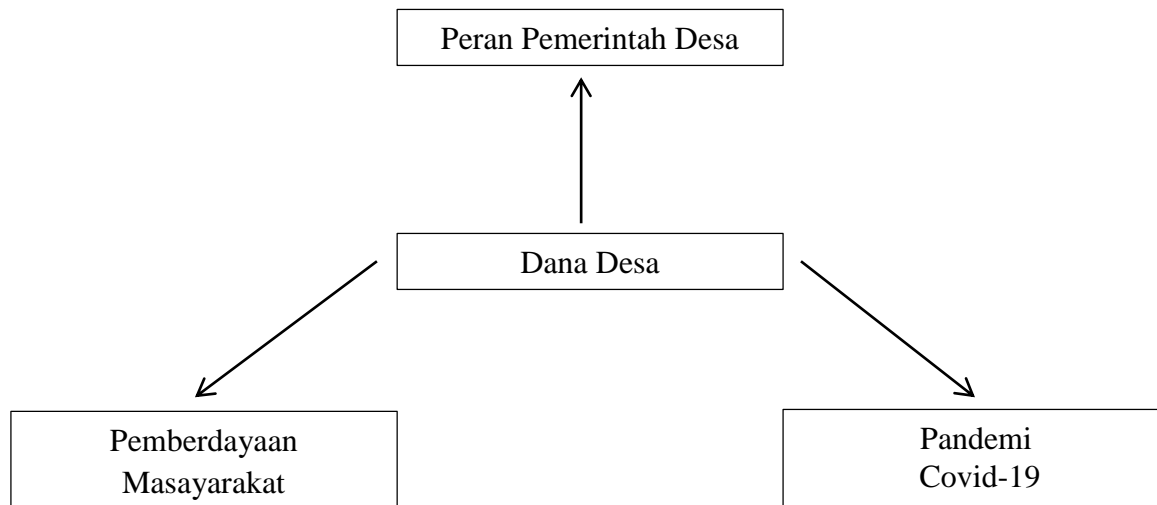 Peran Pemerintah Desa
Dana Desa
Pemberdayaan
Masayarakat
Pandemi
Covid-19